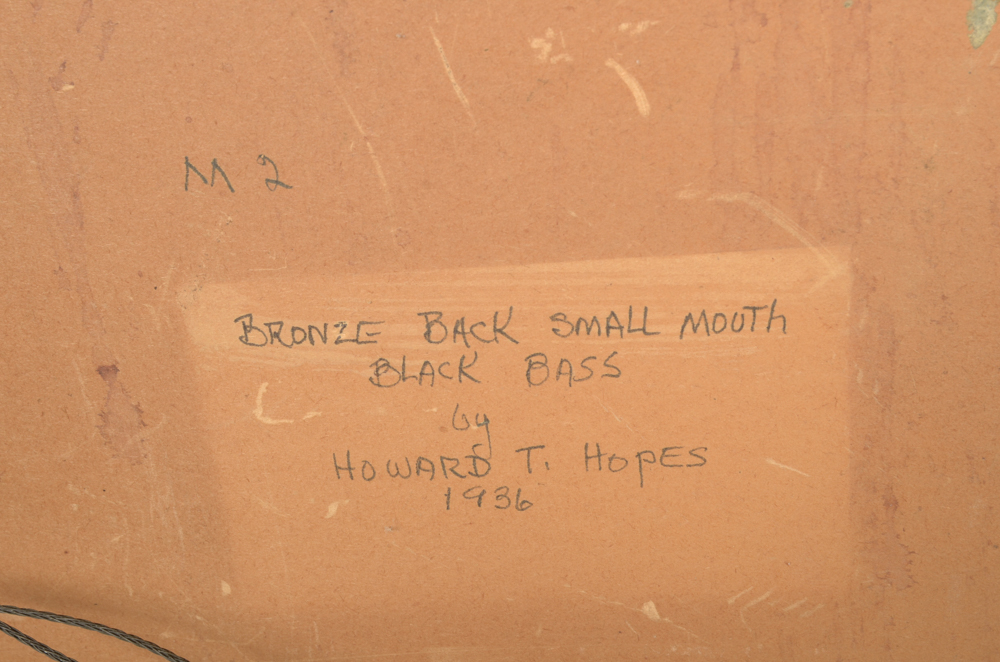 M 2
BRONZE BACK SMALL MOUTH
BLACK BASS
by
HOWARD T. HOPES
1936